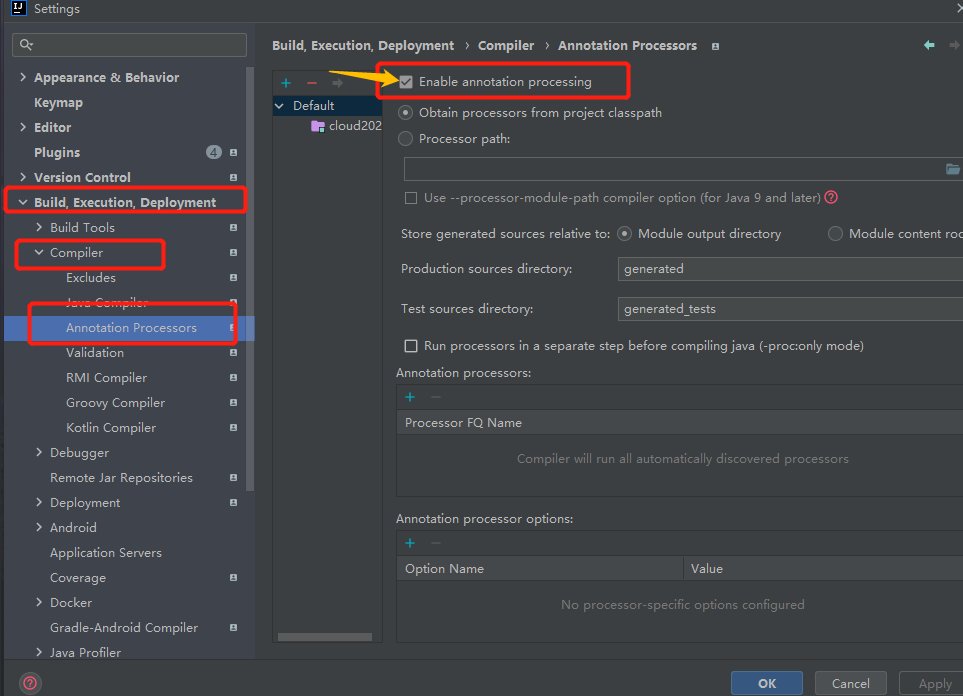 IJ Settings
Build, Execution, Deployment › Compiler › Annotation Processors
Appearance & Behavior
Keymap
Editor
Plugins 4
Version Control
Build, Execution, Deployment
Build Tools
Compiler
Excludes
Java Compiler
Annotation Processors
Validation
RMI Compiler
Groovy Compiler
Kotlin Compiler
Debugger
Remote Jar Repositories
Deployment
Android
Application Servers
Coverage
Docker
Gradle-Android Compiler
Java Profiler
Default
cloud202
Enable annotation processing
Obtain processors from project classpath
Processor path:
Use --processor-module-path compiler option (for Java 9 and later) ?
Store generated sources relative to: Module output directory Module content roo
Production sources directory: generated
Test sources directory: generated_tests
Run processors in a separate step before compiling java (-proc:only mode)
Annotation processors:
Processor FQ Name
Compiler will run all automatically discovered processors
Annotation processor options:
Option Name Value
No processor-specific options configured
? OK Cancel Apply